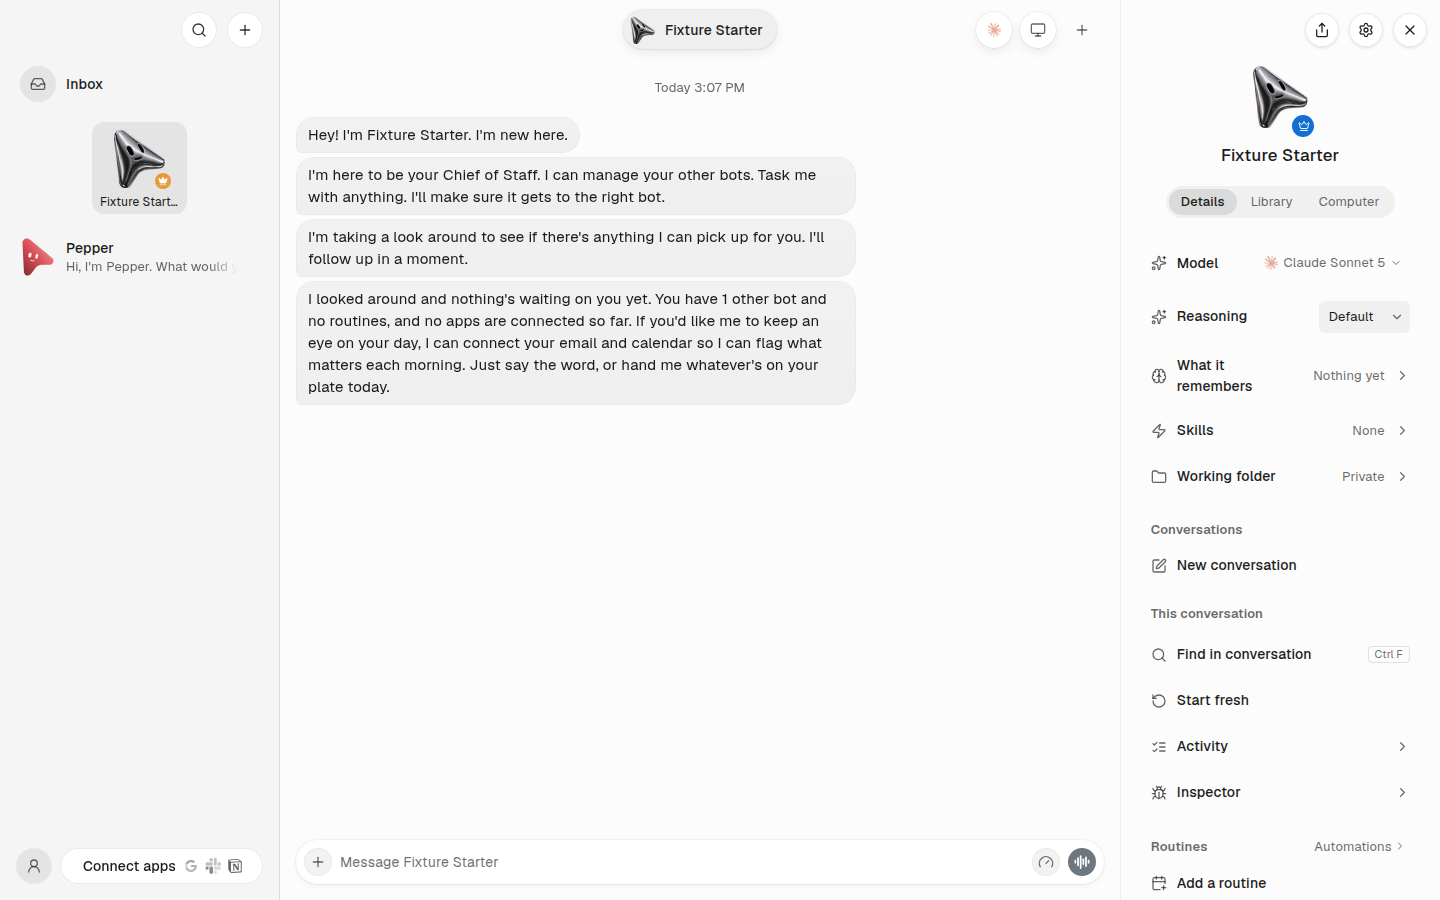 Inbox
Fixture Start...
Pepper
Hi, I'm Pepper. What would
Connect apps
Fixture Starter
Today 3:07 PM
Hey! I'm Fixture Starter. I'm new here.
I'm here to be your Chief of Staff. I can manage your other bots. Task me
with anything. I'll make sure it gets to the right bot.
I'm taking a look around to see if there's anything I can pick up for you. I'll
follow up in a moment.
I looked around and nothing's waiting on you yet. You have 1 other bot and
no routines, and no apps are connected so far. If you'd like me to keep an
eye on your day, I can connect your email and calendar so I can flag what
matters each morning. Just say the word, or hand me whatever's on your
plate today.
Message Fixture Starter
Fixture Starter
Details Library Computer
Model Claude Sonnet 5
Reasoning Default
What it
remembers Nothing yet
Skills None
Working folder Private
Conversations
New conversation
This conversation
Find in conversation Ctrl F
Start fresh
Activity
Inspector
Routines Automations
Add a routine